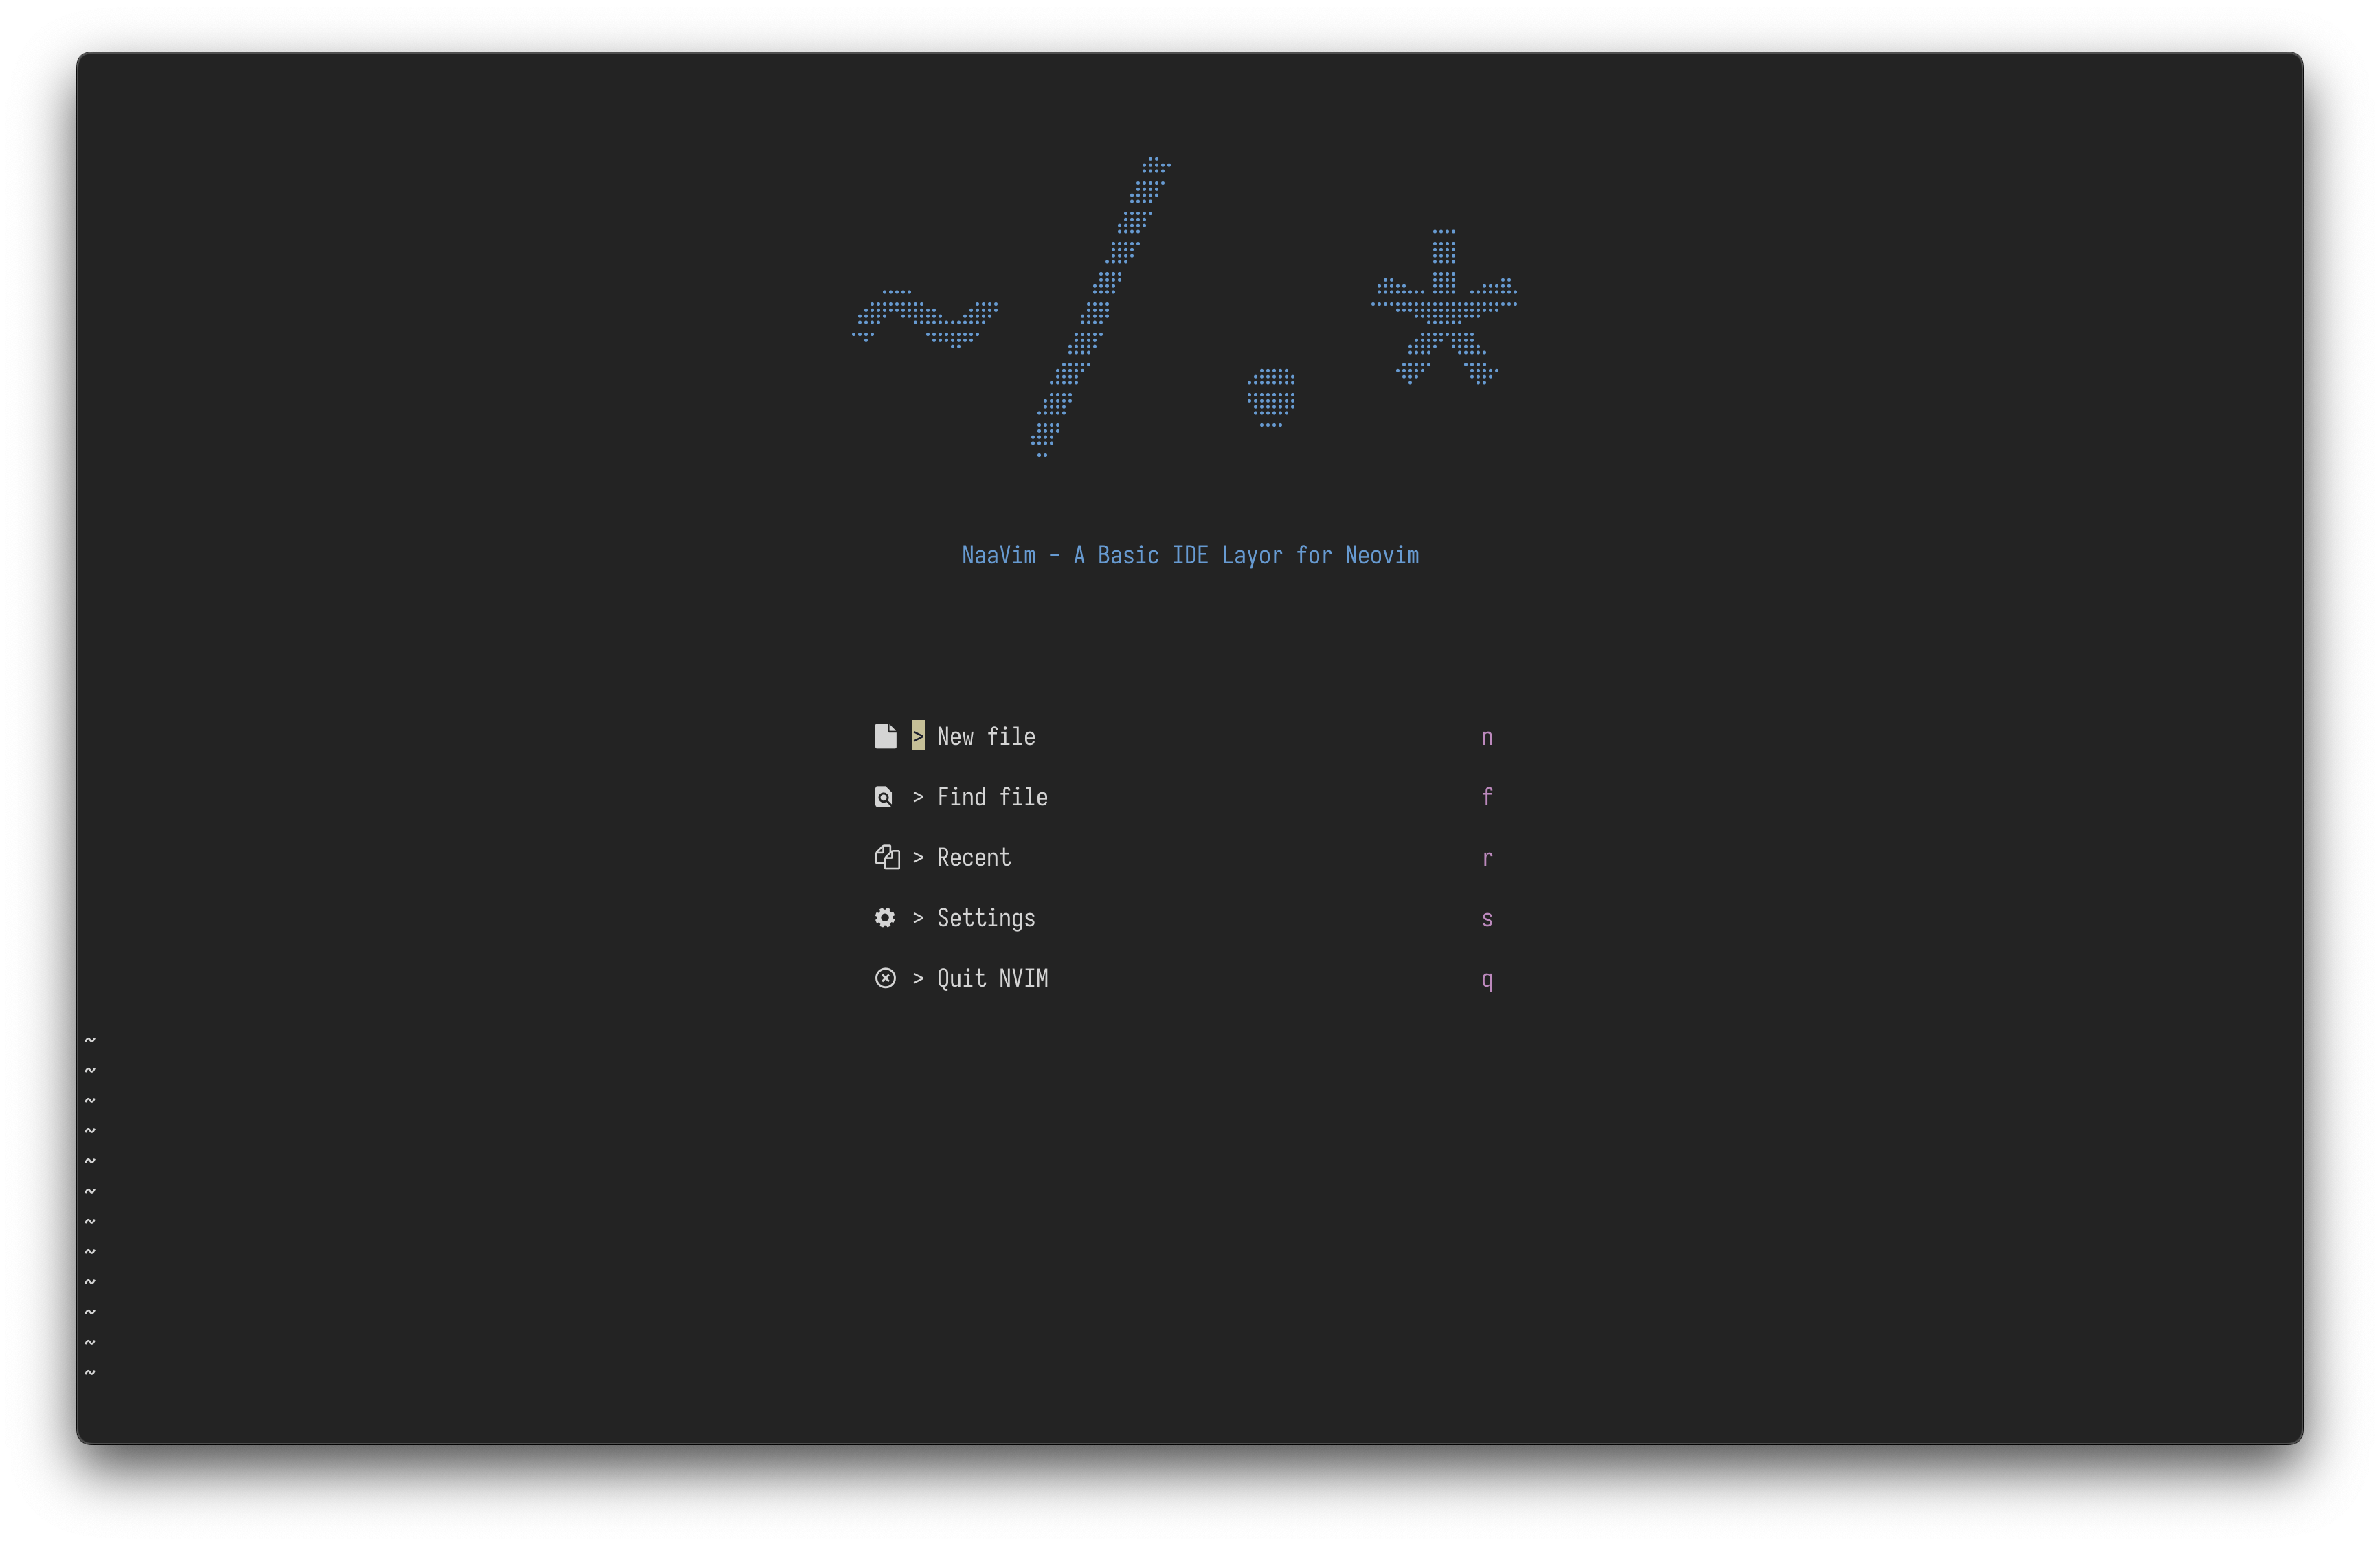 ~/.*
NaaVim - A Basic IDE Layor for Neovim
> New file n
> Find file f
> Recent r
> Settings s
> Quit NVIM q
~
~
~
~
~
~
~
~
~
~
~
~